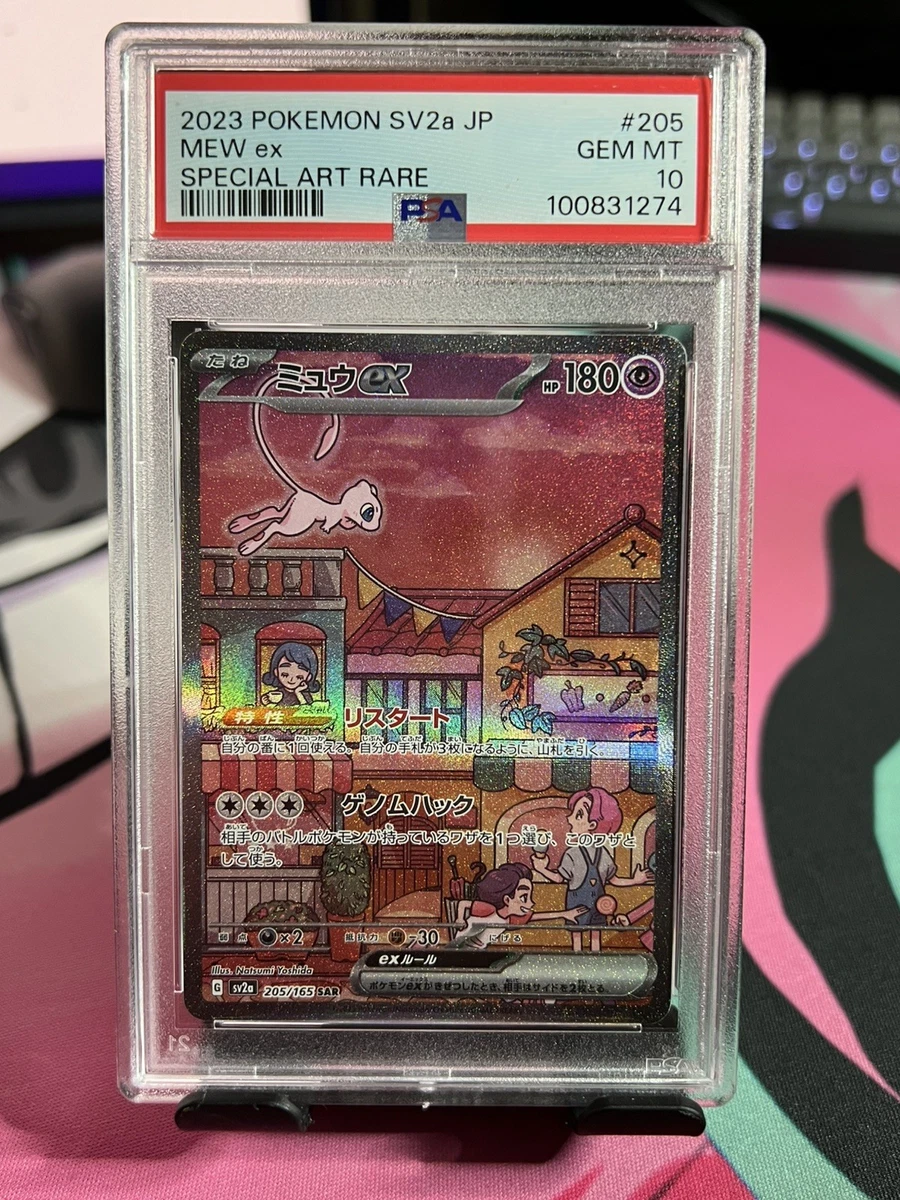 2023 POKEMON SV2a JP #205
MEW ex GEM MT
SPECIAL ART RARE 10
PSA 100831274
たね ミュウex HP 180
特性 リスタート
自分の番に1回使える。自分の手札が3枚になるように、山札を引く。
ゲノムハック
相手のバトルポケモンが持っているワザを1つ選び、このワザと
して使う。
弱点 ×2 抵抗力 -30 にげる
exルール
ポケモンexがきぜつしたとき、相手はサイドを2枚とる。
Illus. Natsumi Yoshida
G sv2a 205/165 SAR